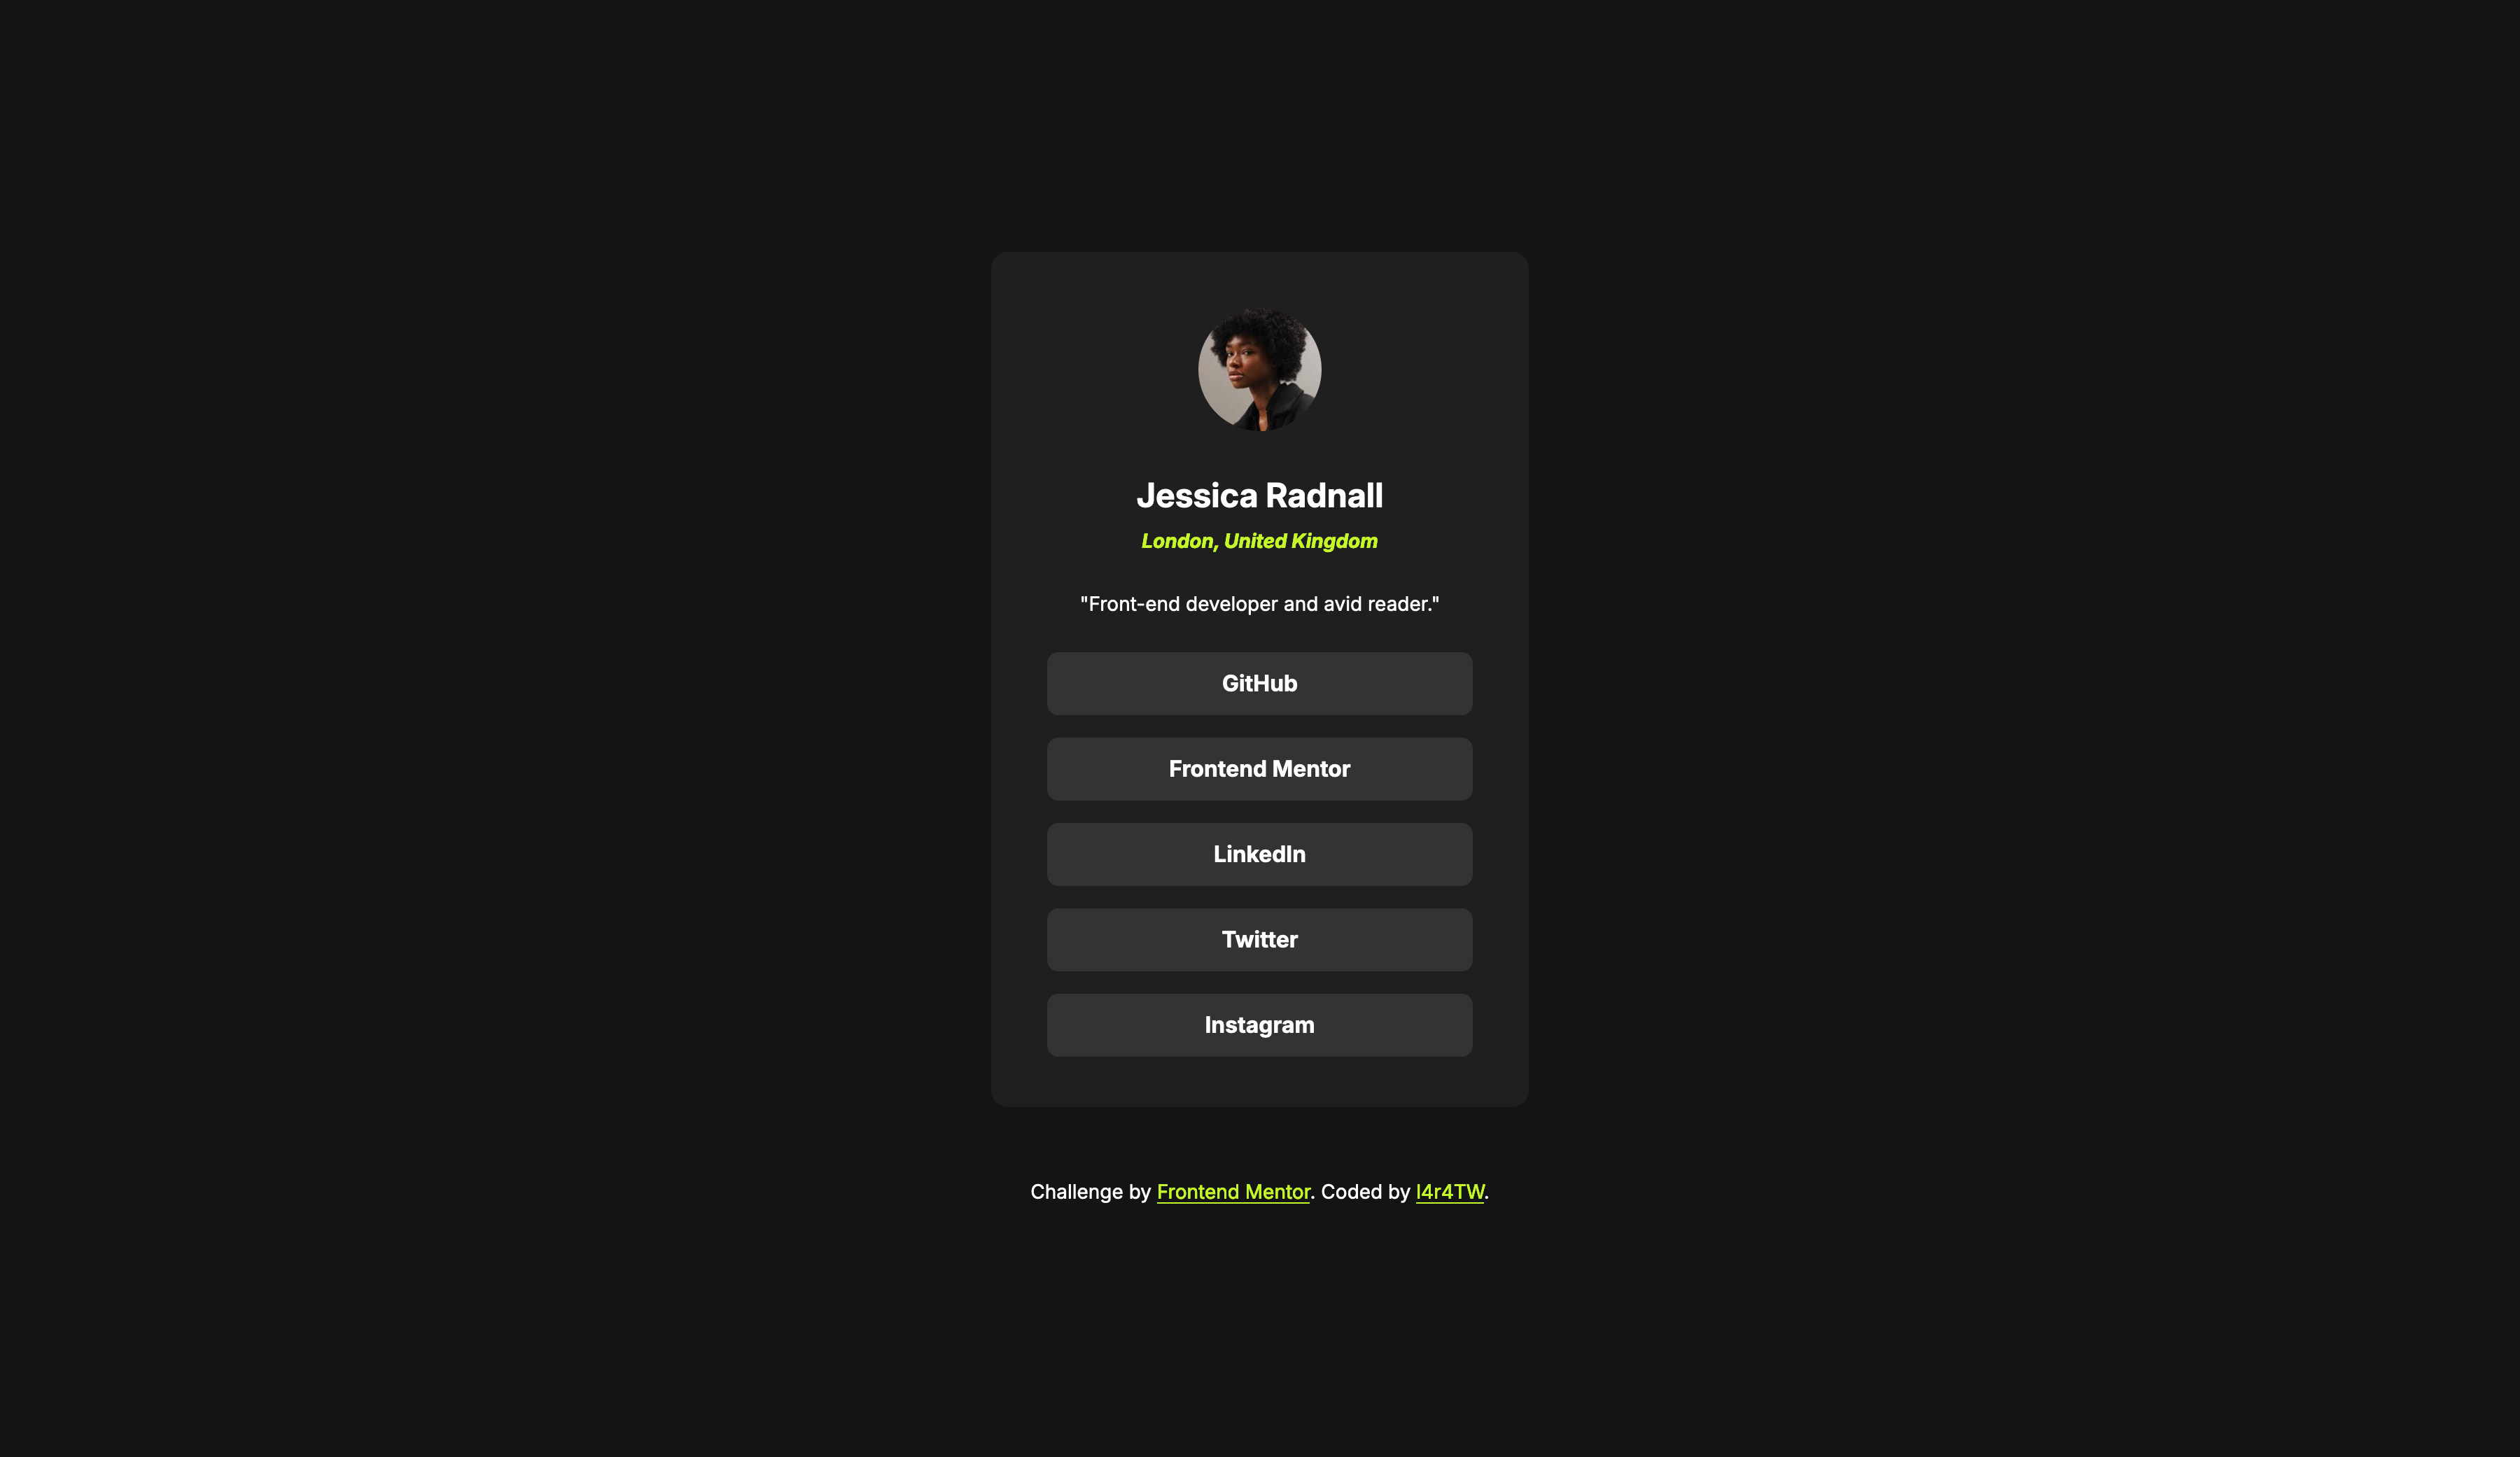 Jessica Radnall
London, United Kingdom
"Front-end developer and avid reader."
GitHub
Frontend Mentor
LinkedIn
Twitter
Instagram
Challenge by Frontend Mentor. Coded by l4r4TW.